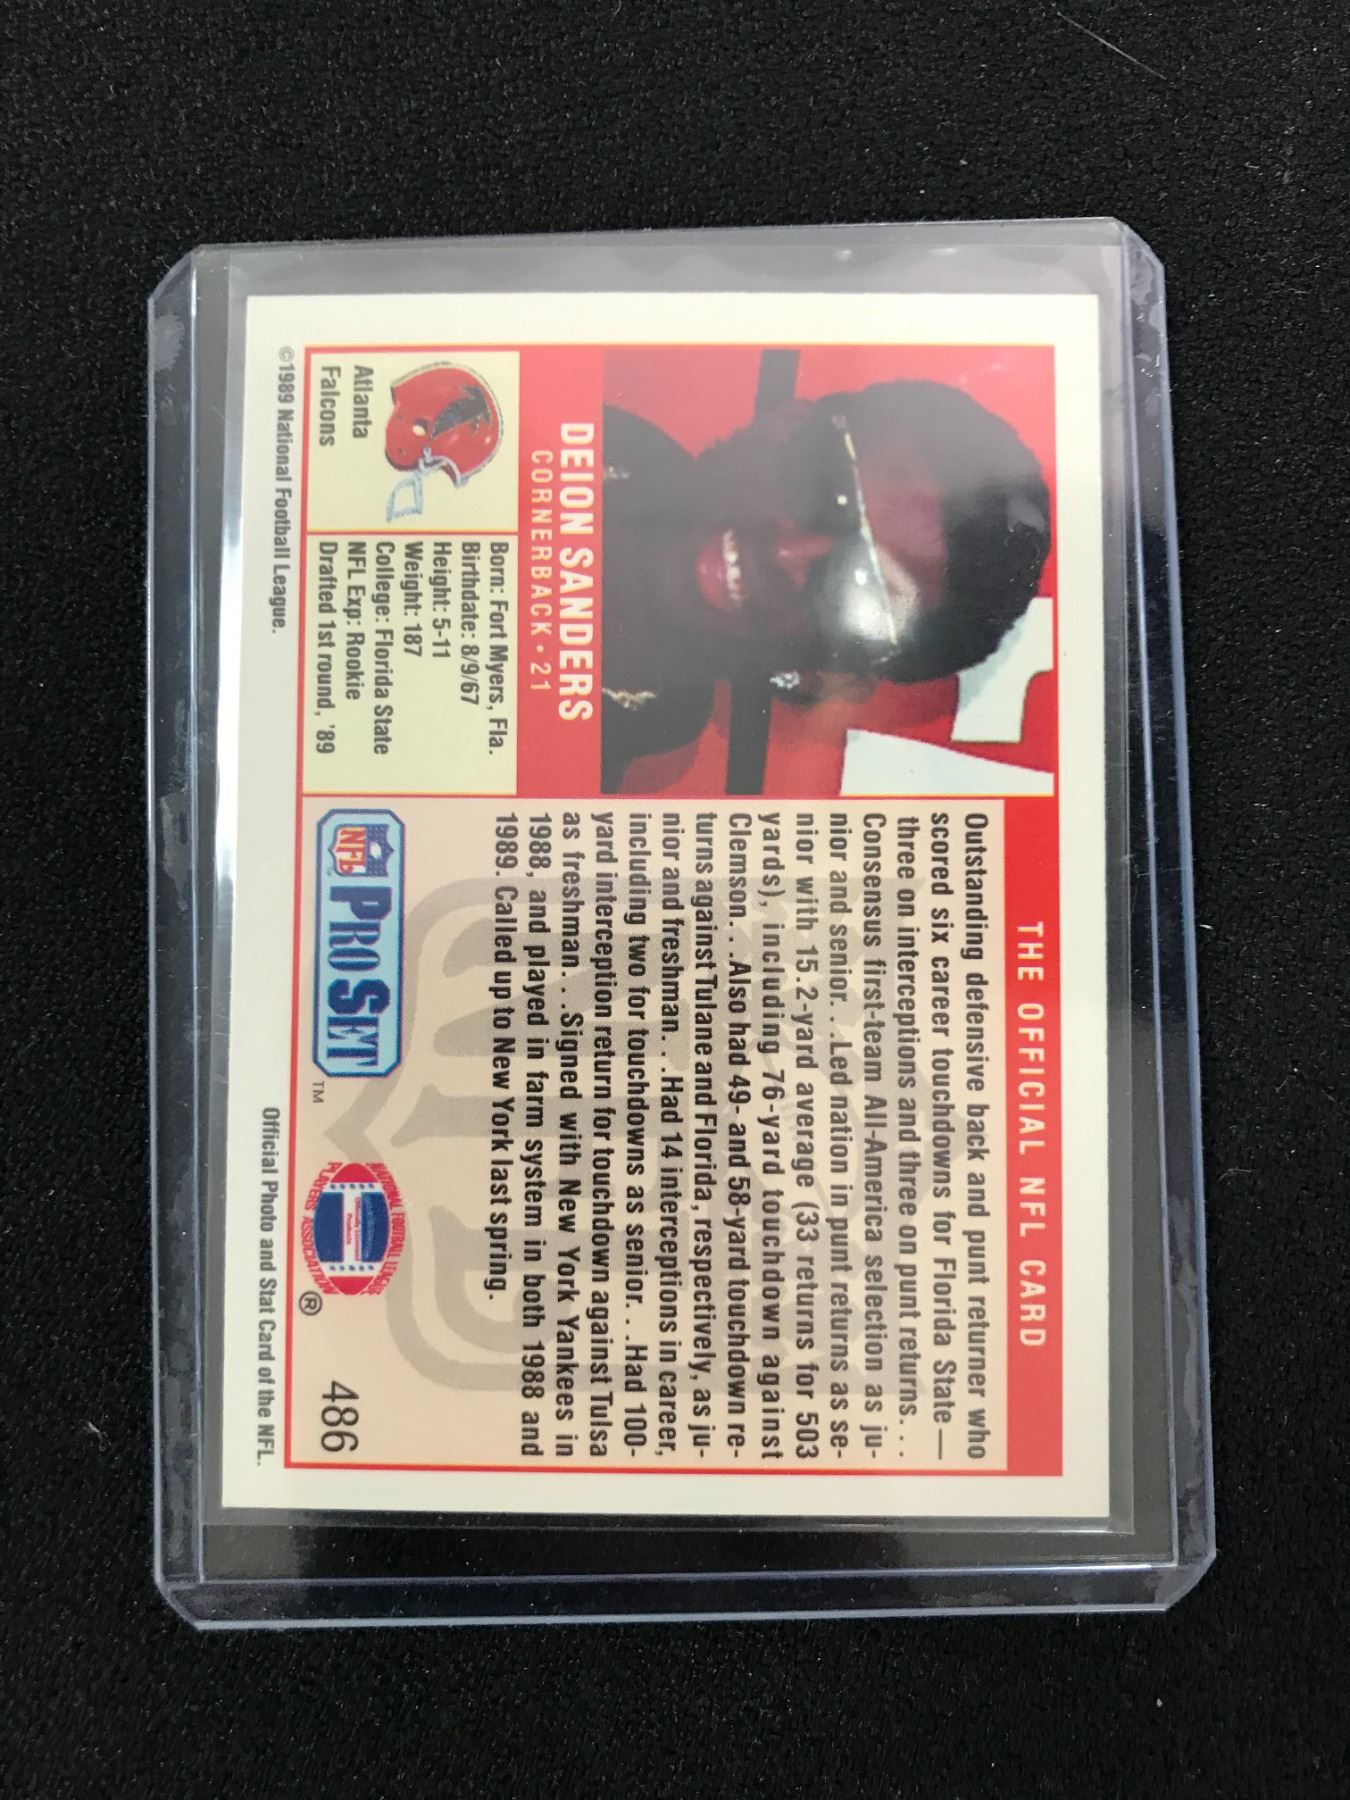 THE OFFICIAL NFL CARD
DEION SANDERS
CORNERBACK • 21
Atlanta
Falcons
Born: Fort Myers, Fla.
Birthdate: 8/9/67
Height: 5-11
Weight: 187
College: Florida State
NFL Exp: Rookie
Drafted 1st round, '89
Outstanding defensive back and punt returner who
scored six career touchdowns for Florida State—
three on interceptions and three on punt returns. . .
Consensus first-team All-America selection as ju-
nior and senior. . .Led nation in punt returns as se-
nior with 15.2-yard average (33 returns for 503
yards), including 76-yard touchdown against
Clemson. . .Also had 49- and 58-yard touchdown re-
turns against Tulane and Florida, respectively, as ju-
nior and freshman. . .Had 14 interceptions in career,
including two for touchdowns as senior. . .Had 100-
yard interception return for touchdown against Tulsa
as freshman. . .Signed with New York Yankees in
1988, and played in farm system in both 1988 and
1989. Called up to New York last spring.
NFL PRO SET TM
NATIONAL FOOTBALL LEAGUE
Officially Licensed
Products
PLAYERS ASSOCIATION
®
486
©1989 National Football League.
Official Photo and Stat Card of the NFL.